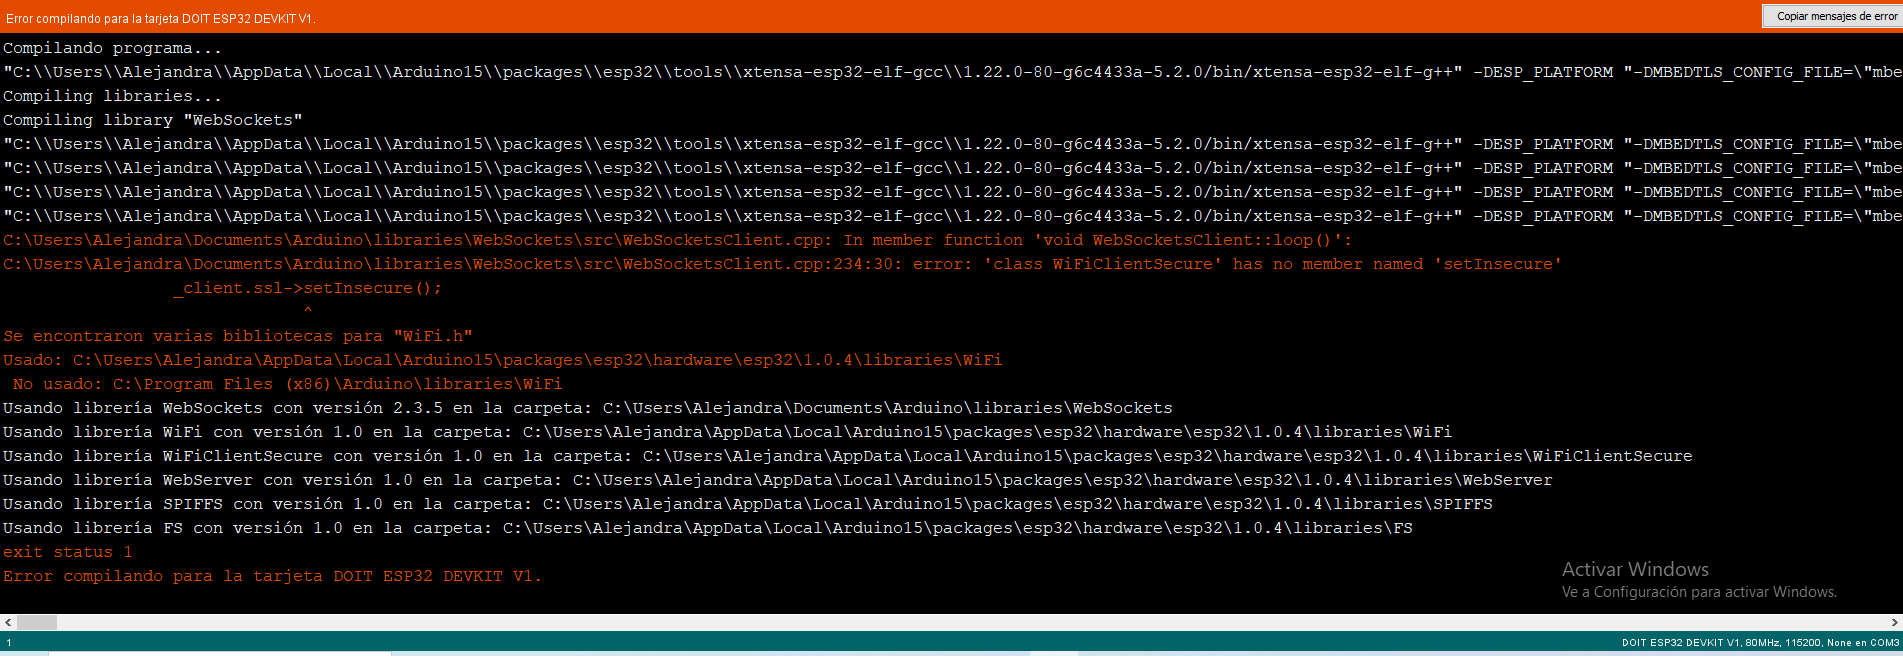 Error compilando para la tarjeta DOIT ESP32 DEVKIT V1.
Copiar mensajes de error
Compilando programa...
"C:\\Users\\Alejandra\\AppData\\Local\\Arduino15\\packages\\esp32\\tools\\xtensa-esp32-elf-gcc\\1.22.0-80-g6c4433a-5.2.0/bin/xtensa-esp32-elf-g++" -DESP_PLATFORM "-DMBEDTLS_CONFIG_FILE=\"mbe
Compiling libraries...
Compiling library "WebSockets"
"C:\\Users\\Alejandra\\AppData\\Local\\Arduino15\\packages\\esp32\\tools\\xtensa-esp32-elf-gcc\\1.22.0-80-g6c4433a-5.2.0/bin/xtensa-esp32-elf-g++" -DESP_PLATFORM "-DMBEDTLS_CONFIG_FILE=\"mbe
"C:\\Users\\Alejandra\\AppData\\Local\\Arduino15\\packages\\esp32\\tools\\xtensa-esp32-elf-gcc\\1.22.0-80-g6c4433a-5.2.0/bin/xtensa-esp32-elf-g++" -DESP_PLATFORM "-DMBEDTLS_CONFIG_FILE=\"mbe
"C:\\Users\\Alejandra\\AppData\\Local\\Arduino15\\packages\\esp32\\tools\\xtensa-esp32-elf-gcc\\1.22.0-80-g6c4433a-5.2.0/bin/xtensa-esp32-elf-g++" -DESP_PLATFORM "-DMBEDTLS_CONFIG_FILE=\"mbe
"C:\\Users\\Alejandra\\AppData\\Local\\Arduino15\\packages\\esp32\\tools\\xtensa-esp32-elf-gcc\\1.22.0-80-g6c4433a-5.2.0/bin/xtensa-esp32-elf-g++" -DESP_PLATFORM "-DMBEDTLS_CONFIG_FILE=\"mbe
C:\Users\Alejandra\Documents\Arduino\libraries\WebSockets\src\WebSocketsClient.cpp: In member function 'void WebSocketsClient::loop()':
C:\Users\Alejandra\Documents\Arduino\libraries\WebSockets\src\WebSocketsClient.cpp:234:30: error: 'class WiFiClientSecure' has no member named 'setInsecure'
_client.ssl->setInsecure();
^
Se encontraron varias bibliotecas para "WiFi.h"
Usado: C:\Users\Alejandra\AppData\Local\Arduino15\packages\esp32\hardware\esp32\1.0.4\libraries\WiFi
No usado: C:\Program Files (x86)\Arduino\libraries\WiFi
Usando librería WebSockets con versión 2.3.5 en la carpeta: C:\Users\Alejandra\Documents\Arduino\libraries\WebSockets
Usando librería WiFi con versión 1.0 en la carpeta: C:\Users\Alejandra\AppData\Local\Arduino15\packages\esp32\hardware\esp32\1.0.4\libraries\WiFi
Usando librería WiFiClientSecure con versión 1.0 en la carpeta: C:\Users\Alejandra\AppData\Local\Arduino15\packages\esp32\hardware\esp32\1.0.4\libraries\WiFiClientSecure
Usando librería WebServer con versión 1.0 en la carpeta: C:\Users\Alejandra\AppData\Local\Arduino15\packages\esp32\hardware\esp32\1.0.4\libraries\WebServer
Usando librería SPIFFS con versión 1.0 en la carpeta: C:\Users\Alejandra\AppData\Local\Arduino15\packages\esp32\hardware\esp32\1.0.4\libraries\SPIFFS
Usando librería FS con versión 1.0 en la carpeta: C:\Users\Alejandra\AppData\Local\Arduino15\packages\esp32\hardware\esp32\1.0.4\libraries\FS
exit status 1
Error compilando para la tarjeta DOIT ESP32 DEVKIT V1.
Activar Windows
Ve a Configuración para activar Windows.
1
DOIT ESP32 DEVKIT V1, 80MHz, 115200, None en COM3